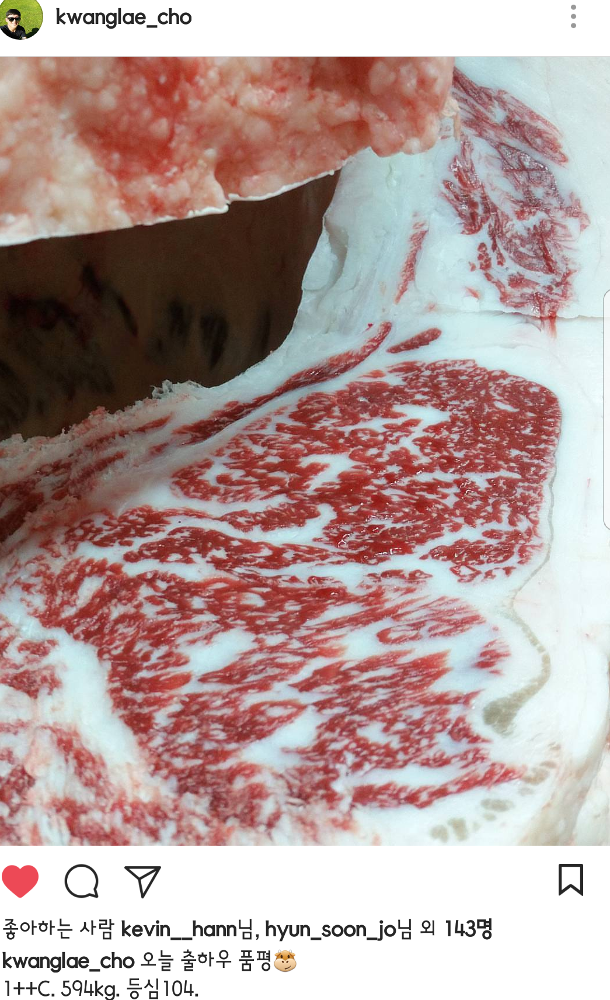 kwanglae_cho
좋아하는 사람 kevin__hann님, hyun_soon_jo님 외 143명
kwanglae_cho 오늘 출하우 품평🐮
1++C. 594kg. 등심104.